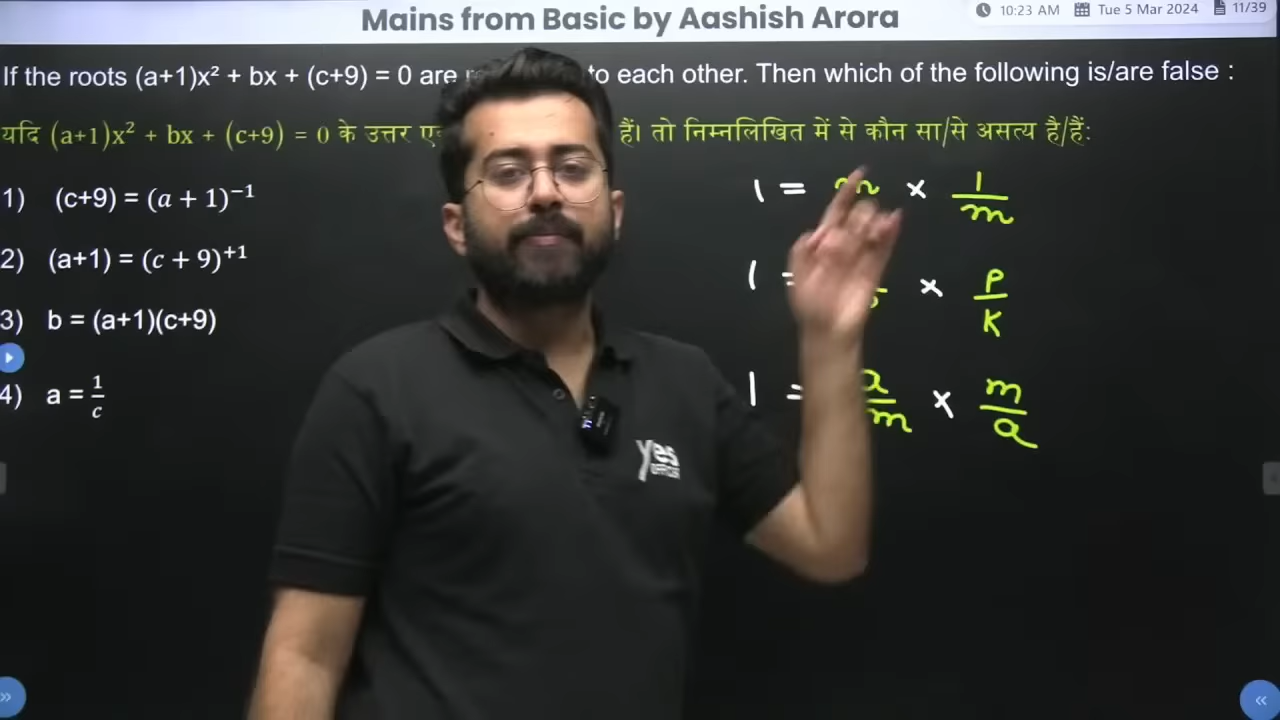 Mains from Basic by Aashish Arora
10:23 AM Tue 5 Mar 2024 11/39
If the roots (a+1)x² + bx + (c+9) = 0 are to each other. Then which of the following is/are false :
यदि (a+1)x² + bx + (c+9) = 0 के उत्तर हैं। तो निम्नलिखित में से कौन सा/से असत्य है/हैं:
1) (c+9) = (a + 1)⁻¹
2) (a+1) = (c + 9)⁺¹
3) b = (a+1)(c+9)
4) a = 1/c
1 = m × 1/m
1 = × P/K
1 = a/m × m/a
yes
OFFICER